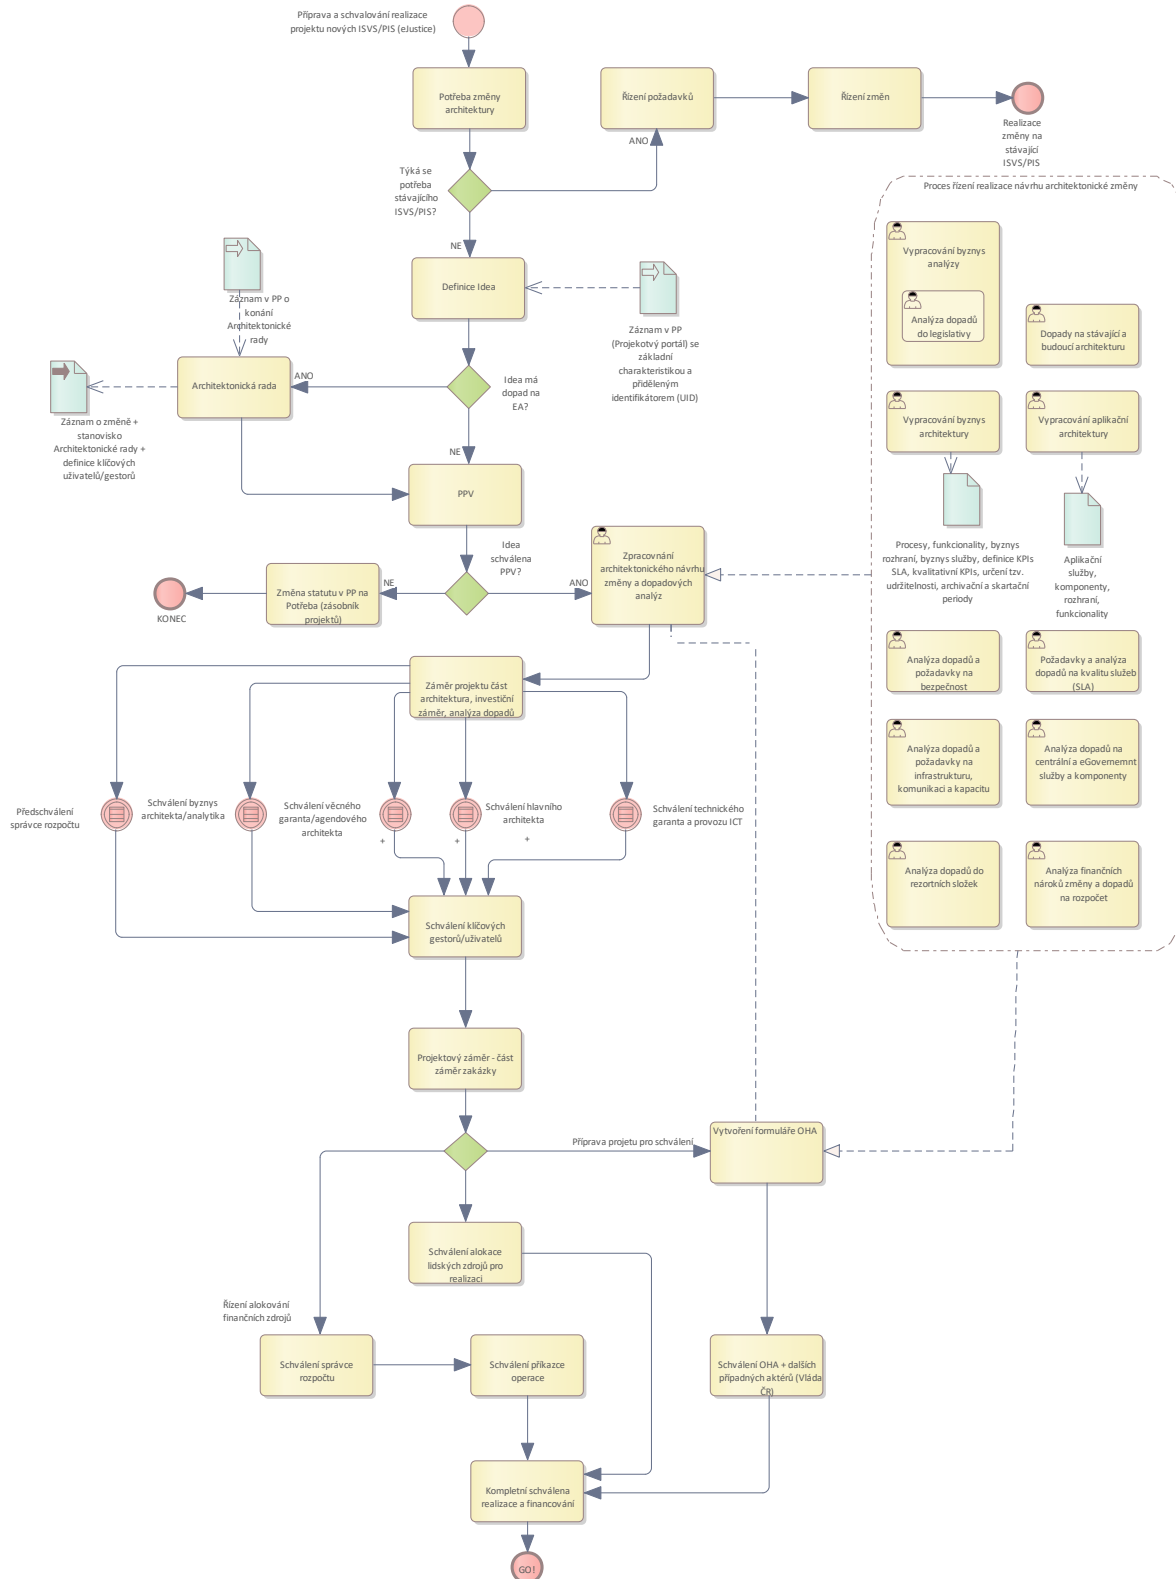 Příprava a schvalování realizace
projektu nových ISVS/PIS (eJustice)
Potřeba změny
architektury
Řízení požadavků
Řízení změn
Realizace
změny na
stávající
ISVS/PIS
ANO
Týká se
potřeba
stávajícího
ISVS/PIS?
NE
Proces řízení realizace návrhu architektonické změny
Definice Idea
Záznam v PP o
konání
Architektonické
rady
Záznam v PP
(Projekotvý portál) se
základní
charakteristikou a
přiděleným
identifikátorem (UID)
Architektonická rada
ANO
Idea má
dopad na
EA?
Záznam o změně +
stanovisko
Architektonické rady +
definice klíčových
uživatelů/gestorů
NE
PPV
Idea
schválena
PPV?
NE
ANO
Změna statutu v PP na
Potřeba (zásobník
projektů)
KONEC
Zpracovnání
architektonického návrhu
změny a dopadových
analýz
Vypracování byznys
analýzy
Analýza dopadů
do legislativy
Dopady na stávající a
budoucí architekturu
Vypracování byznys
architektury
Vypracování aplikační
architektury
Procesy, funkcionality, byznys
rozhraní, byznys služby, definice KPIs
SLA, kvalitativní KPIs, určení tzv.
udržitelnosti, archivační a skartační
periody
Aplikační
služby,
komponenty,
rozhraní,
funkcionality
Analýza dopadů a
požadavky na
bezpečnost
Požadavky a analýza
dopadů na kvalitu služeb
(SLA)
Analýza dopadů a
požadavky na
infrastrukturu,
komunikaci a kapacitu
Analýza dopadů na
centrální a eGovernemnt
služby a komponenty
Analýza dopadů do
rezortních složek
Analýza finančních
nároků změny a dopadů
na rozpočet
Záměr projektu část
architektura, investiční
záměr, analýza dopadů
Předschválení
správce rozpočtu
Schválení byznys
architekta/analytika
Schválení věcného
garanta/agendového
architekta
+
+
Schválení hlavního
architekta
+
Schválení technického
garanta a provozu ICT
Schválení klíčových
gestorů/uživatelů
Projektový záměr - část
záměr zakázky
Příprava projetu pro schválení
Vytvoření formuláře OHA
Schválení alokace
lidských zdrojů pro
realizaci
Řízení alokování
finančních zdrojů
Schválení správce
rozpočtu
Schválení příkazce
operace
Schválení OHA + dalších
případných aktérů (Vláda
ČR)
Kompletní schválena
realizace a financování
GO!